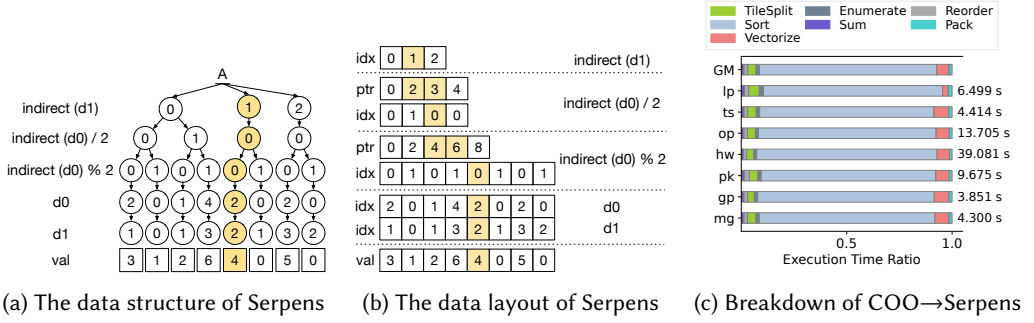 A
indirect (d1) 0 1 2
indirect (d0) / 2 0 1 0 0
indirect (d0) % 2 0 1 0 1 0 1 0 1
d0 2 0 1 4 2 0 2 0
d1 1 0 1 3 2 1 3 2
val 3 1 2 6 4 0 5 0
(a) The data structure of Serpens
idx 0 1 2 indirect (d1)
ptr 0 2 3 4
indirect (d0) / 2
idx 0 1 0 0
ptr 0 2 4 6 8
indirect (d0) % 2
idx 0 1 0 1 0 1 0 1
idx 2 0 1 4 2 0 2 0 d0
idx 1 0 1 3 2 1 3 2 d1
val 3 1 2 6 4 0 5 0
(b) The data layout of Serpens
TileSplit Enumerate Reorder
Sort Sum Pack
Vectorize
GM
lp 6.499 s
ts 4.414 s
op 13.705 s
hw 39.081 s
pk 9.675 s
gp 3.851 s
mg 4.300 s
0.5 1.0
Execution Time Ratio
(c) Breakdown of COO→Serpens